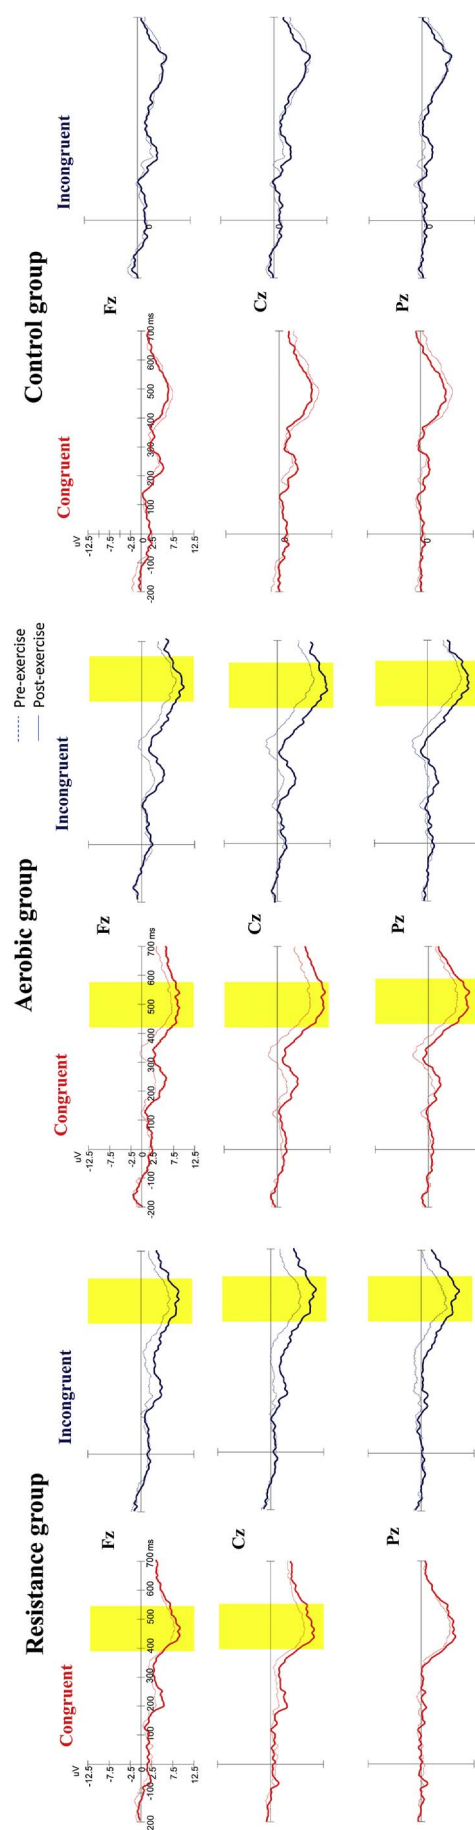 Resistance group
Aerobic group
Control group
----- Pre-exercise
—— Post-exercise
Congruent
Incongruent
Congruent
Incongruent
Congruent
Incongruent
Fz
Fz
Fz
uV
-12.5
-7.5
-2.5
0
2.5
7.5
12.5
200
-100
100
200
300
400
500
600
700 ms
uV
-12.5
-7.5
-2.5
0
2.5
7.5
12.5
-200
-100
100
200
300
400
500
600
700 ms
uV
-12.5
-7.5
-2.5
0
2.5
7.5
12.5
-200
-100
100
200
300
400
500
600
700 ms
0
Cz
Cz
Cz
0
0
Pz
Pz
Pz
0
0